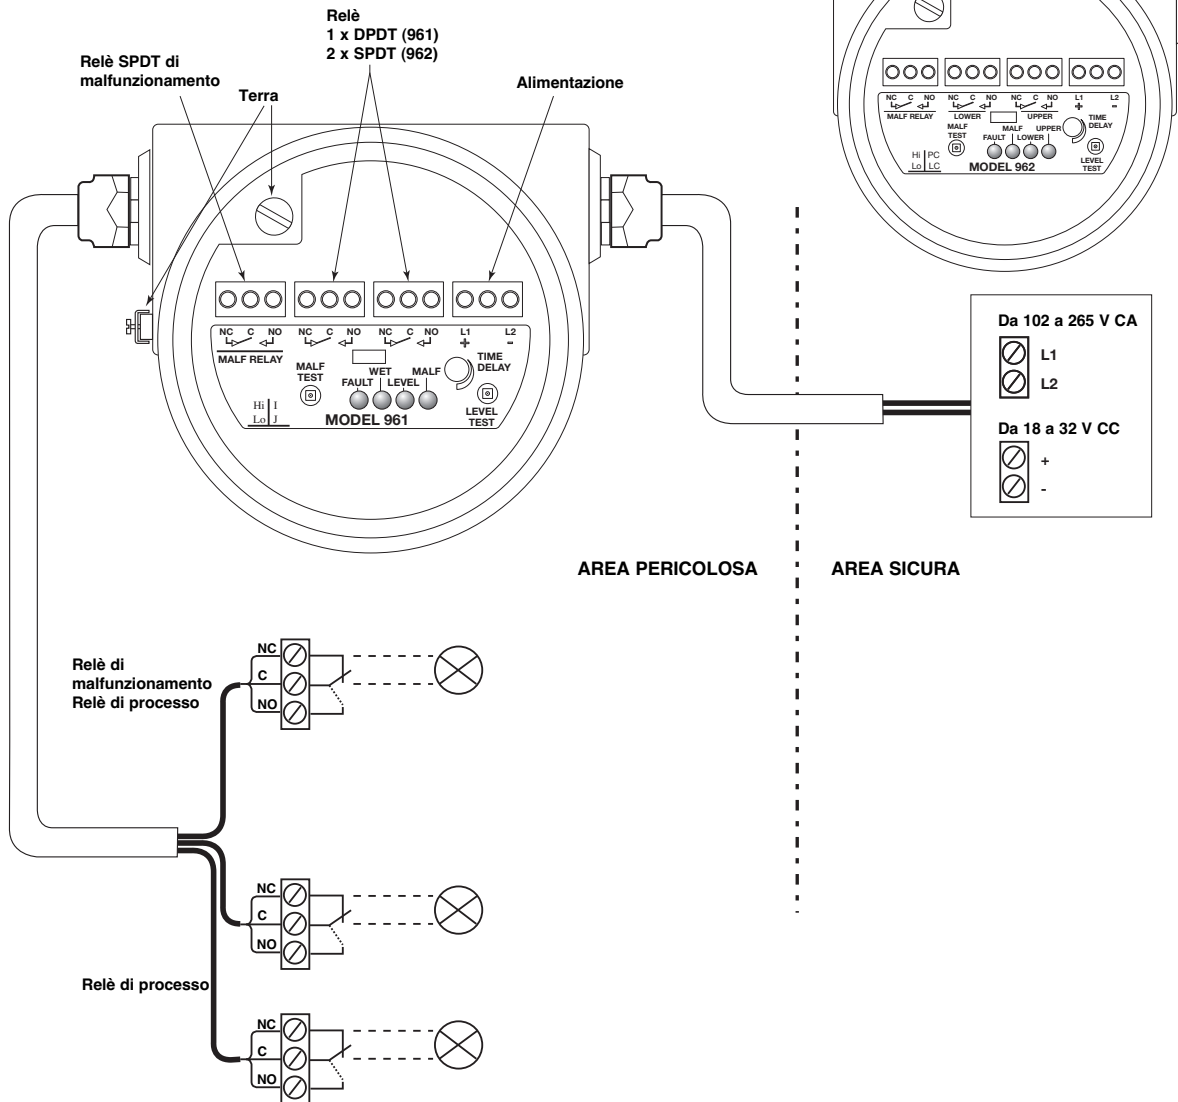 Relè
1 x DPDT (961)
2 x SPDT (962)
Relè SPDT di
malfunzionamento
Terra
Alimentazione
NC C NO
MALF RELAY
NC C NO
NC C NO
L1 L2
+ -
MALF
TEST
WET
MALF
FAULT
LEVEL
TIME
DELAY
LEVEL
TEST
Hi I
Lo J
MODEL 961
NC C NO
MALF RELAY
NC C NO
LOWER
NC C NO
UPPER
L1 L2
+ -
MALF
TEST
MALF
UPPER
FAULT
LOWER
TIME
DELAY
LEVEL
TEST
Hi PC
Lo LC
MODEL 962
Da 102 a 265 V CA
L1
L2
Da 18 a 32 V CC
+
-
AREA PERICOLOSA
AREA SICURA
Relè di
malfunzionamento
Relè di processo
NC
C
NO
NC
C
NO
Relè di processo
NC
C
NO